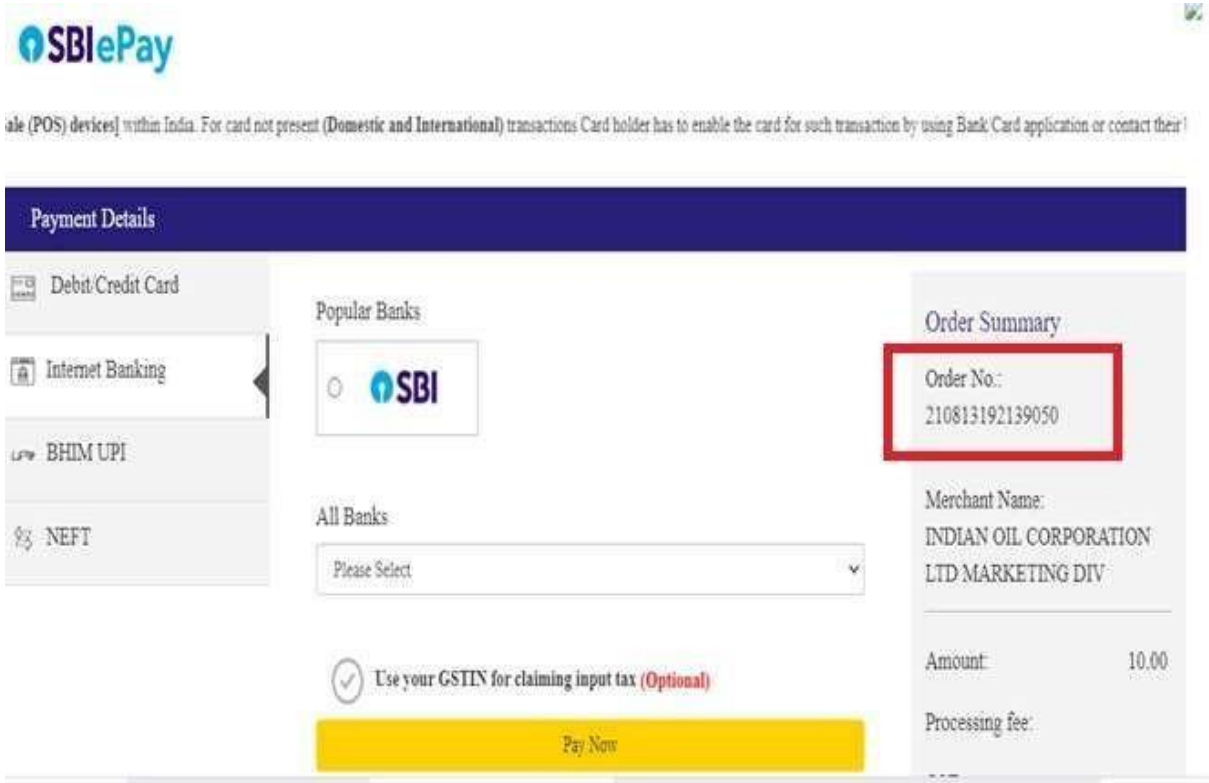 SBI ePay
ale (POS) devices] within India. For card not present (Domestic and International) transactions Card holder has to enable the card for such transaction by using Bank/Card application or contact their
Payment Details
Debit/Credit Card
Internet Banking
BHIM UPI
NEFT
Popular Banks
SBI
All Banks
Please Select
Use your GSTIN for claiming input tax (Optional)
Pay Now
Order Summary
Order No.:
210813192139050
Merchant Name:
INDIAN OIL CORPORATION
LTD MARKETING DIV
Amount: 10.00
Processing fee: